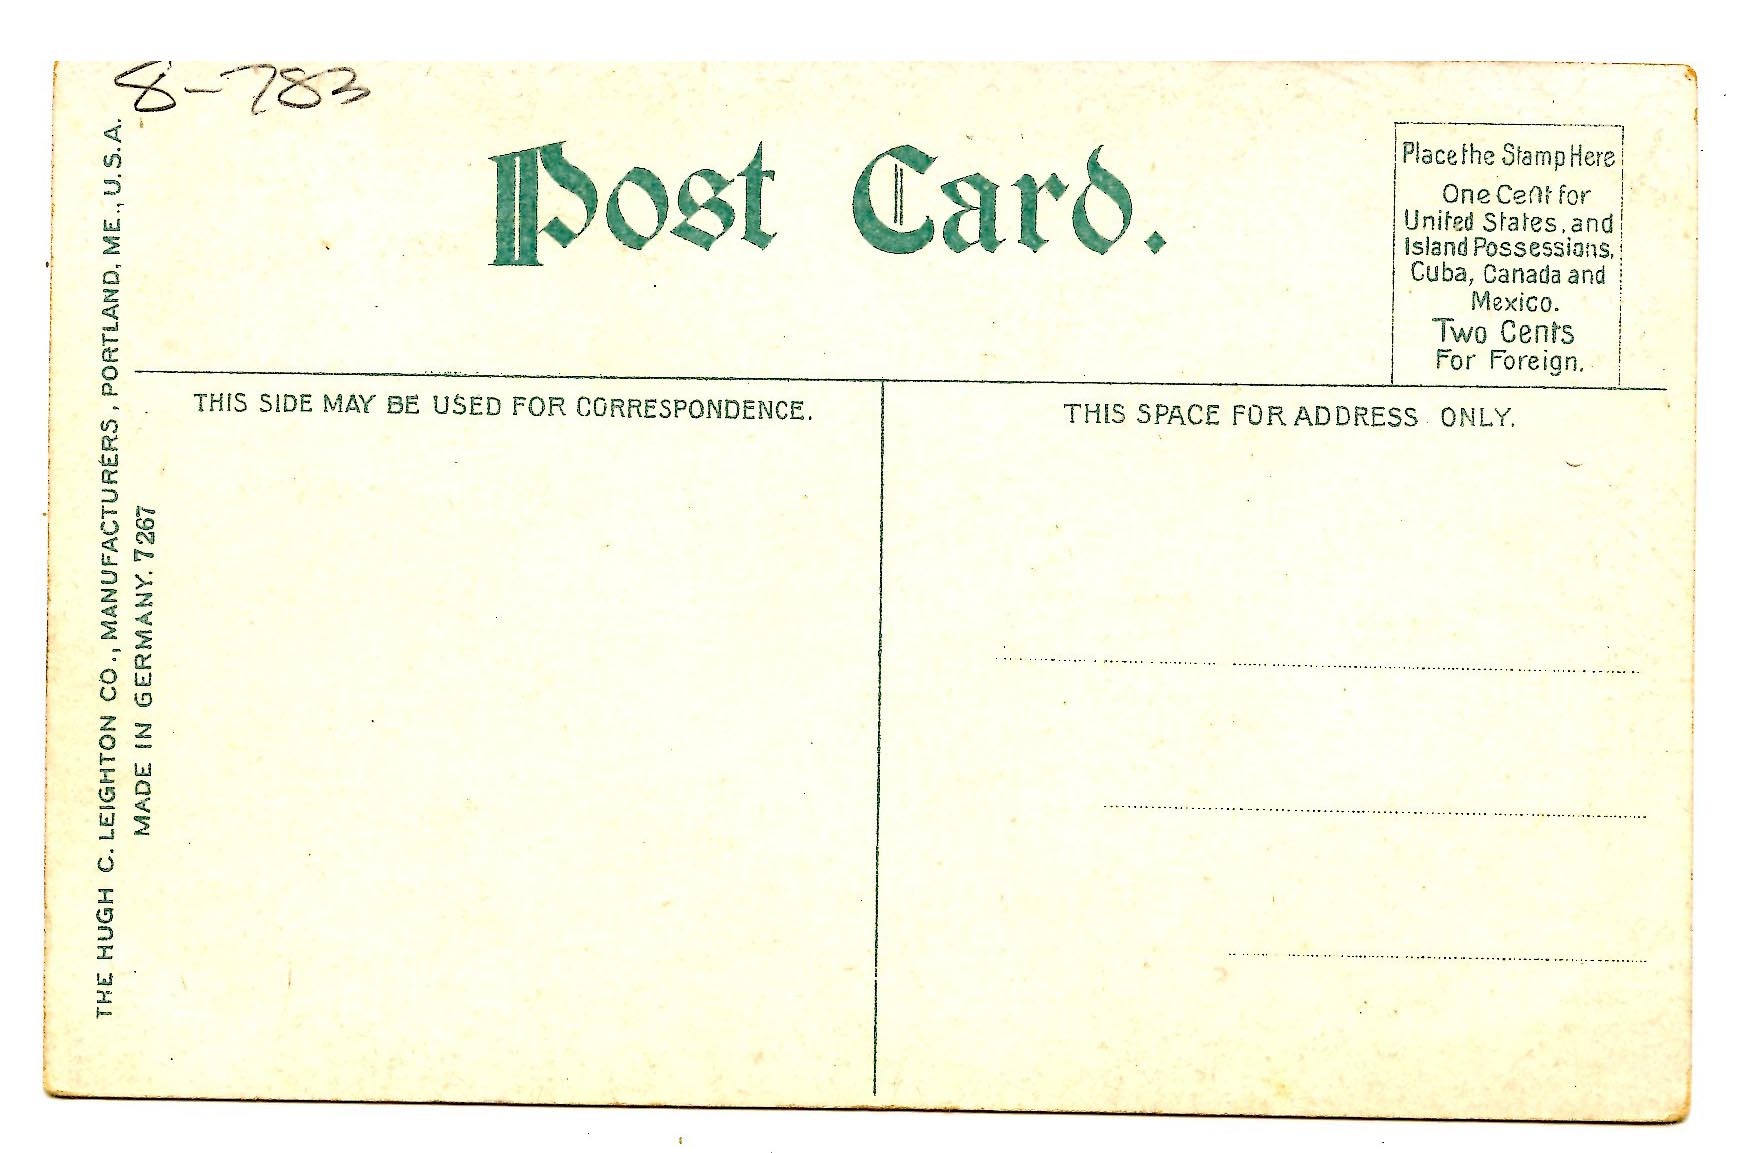 8-783
Post Card.
Place the Stamp Here
One Cent for
United States, and
Island Possessions,
Cuba, Canada and
Mexico.
Two Cents
For Foreign.
THIS SIDE MAY BE USED FOR CORRESPONDENCE.
THIS SPACE FOR ADDRESS ONLY.
THE HUGH C. LEIGHTON CO., MANUFACTURERS, PORTLAND, ME., U.S.A.
MADE IN GERMANY. 7267